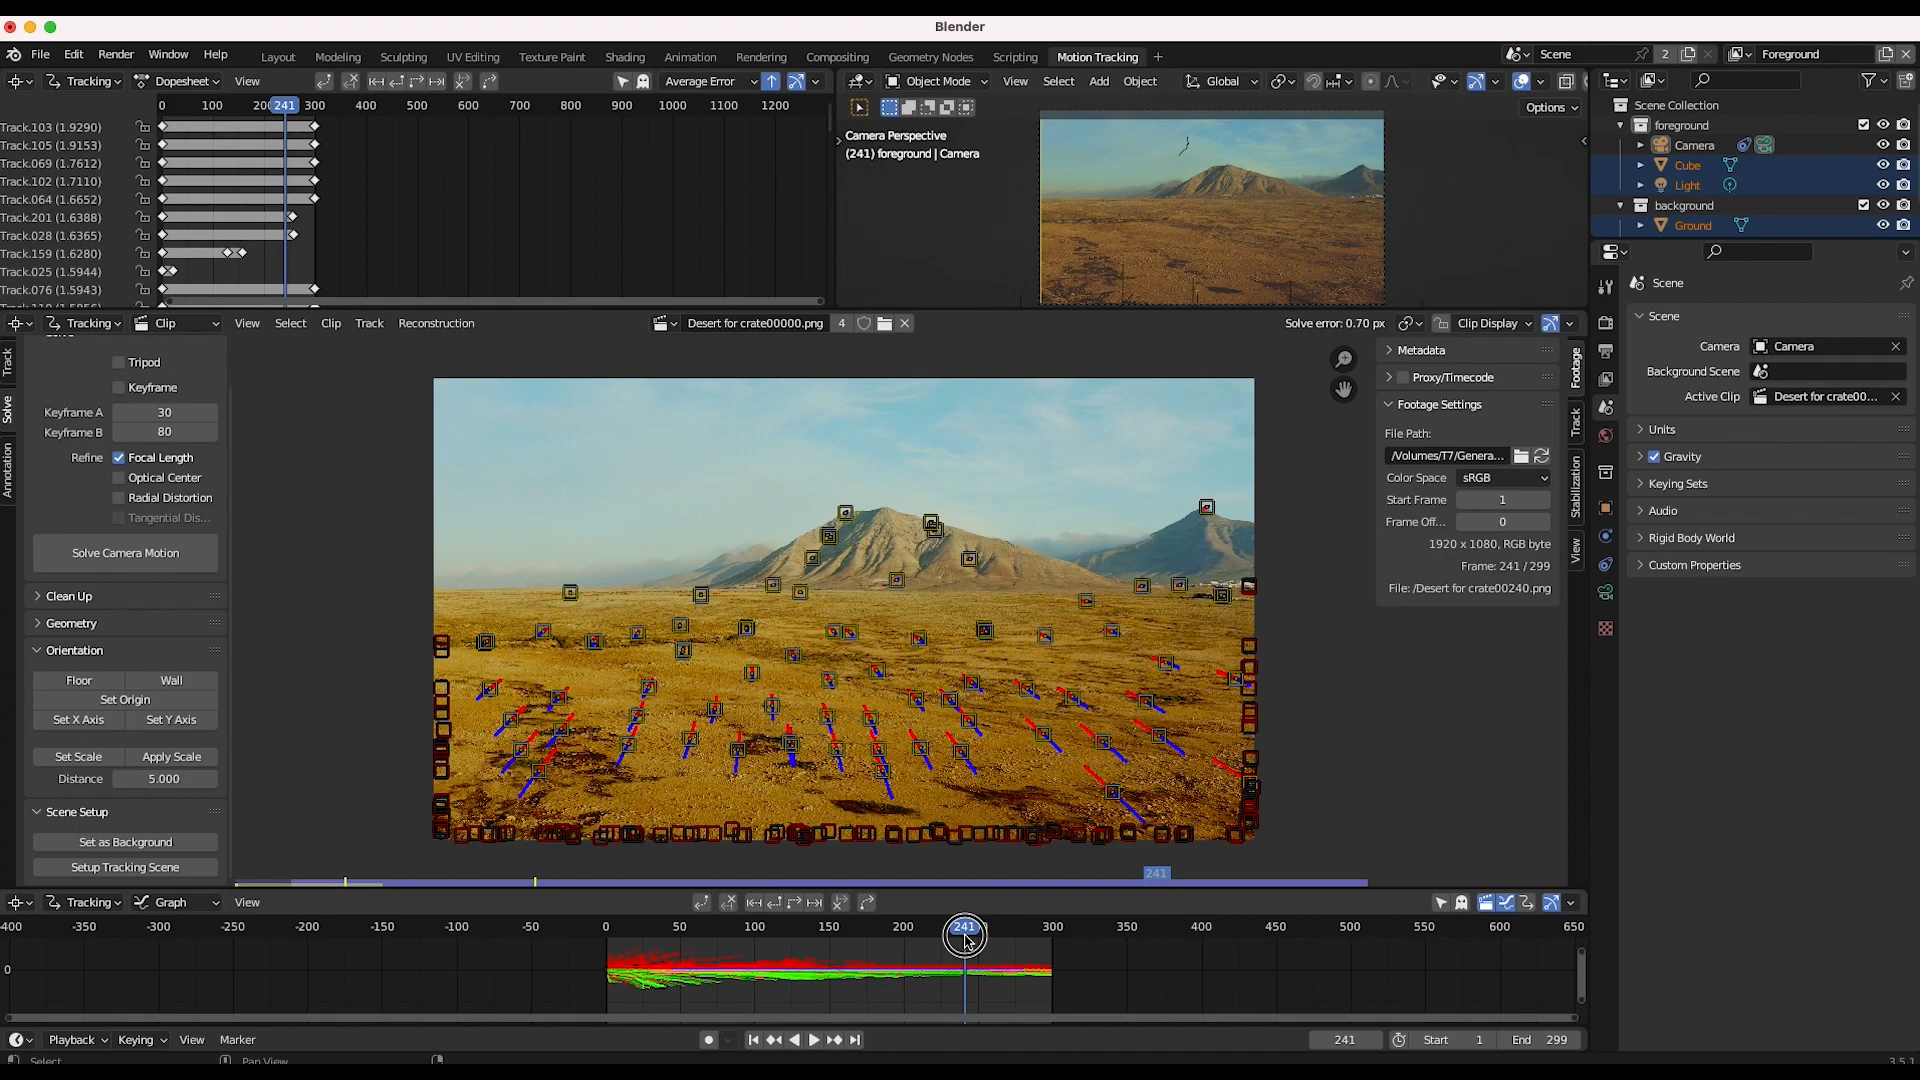 Blender
File Edit Render Window Help Layout Modeling Sculpting UV Editing Texture Paint Shading Animation Rendering Compositing Geometry Nodes Scripting Motion Tracking + Scene 2 Foreground
Tracking Dopesheet View Average Error Object Mode View Select Add Object Global
0 100 200 241 300 400 500 600 700 800 900 1000 1100 1200
Options
Track.103 (1.9290)
Track.105 (1.9153)
Track.069 (1.7612)
Track.102 (1.7110)
Track.064 (1.6652)
Track.201 (1.6388)
Track.028 (1.6365)
Track.159 (1.6280)
Track.025 (1.5944)
Track.076 (1.5943)
Camera Perspective
(241) foreground | Camera
Scene Collection
foreground
Camera
Cube
Light
background
Ground
Tracking Clip View Select Clip Track Reconstruction Desert for crate00000.png 4 Solve error: 0.70 px Clip Display
Track
Solve
Annotation
Tripod
Keyframe
Keyframe A 30
Keyframe B 80
Refine Focal Length
Optical Center
Radial Distortion
Tangential Dis...
Solve Camera Motion
Clean Up
Geometry
Orientation
Floor Wall
Set Origin
Set X Axis Set Y Axis
Set Scale Apply Scale
Distance 5.000
Scene Setup
Set as Background
Setup Tracking Scene
241
Metadata
Proxy/Timecode
Footage Settings
File Path:
/Volumes/T7/Genera...
Color Space sRGB
Start Frame 1
Frame Off... 0
1920 x 1080, RGB byte
Frame: 241 / 299
File: /Desert for crate00240.png
Footage
Track
Stabilization
View
Scene
Scene
Camera Camera
Background Scene
Active Clip Desert for crate00...
Units
Gravity
Keying Sets
Audio
Rigid Body World
Custom Properties
Tracking Graph View
-400 -350 -300 -250 -200 -150 -100 -50 0 50 100 150 200 241 300 350 400 450 500 550 600 650
0
Playback Keying View Marker 241 Start 1 End 299
Select Pan View 3.5.1